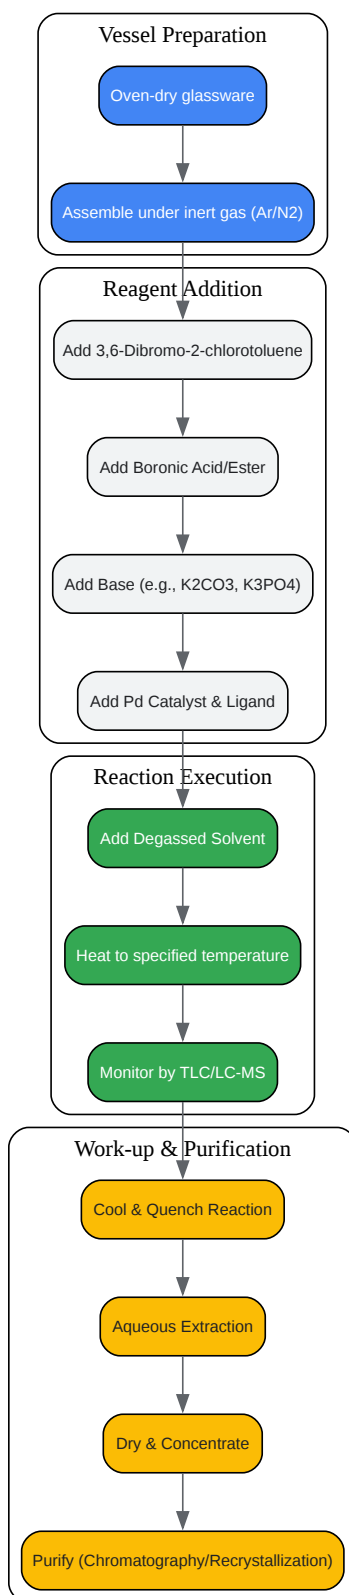 Vessel Preparation
Oven-dry glassware
Assemble under inert gas (Ar/N2)
Reagent Addition
Add 3,6-Dibromo-2-chlorotoluene
Add Boronic Acid/Ester
Add Base (e.g., K2CO3, K3PO4)
Add Pd Catalyst & Ligand
Reaction Execution
Add Degassed Solvent
Heat to specified temperature
Monitor by TLC/LC-MS
Work-up & Purification
Cool & Quench Reaction
Aqueous Extraction
Dry & Concentrate
Purify (Chromatography/Recrystallization)